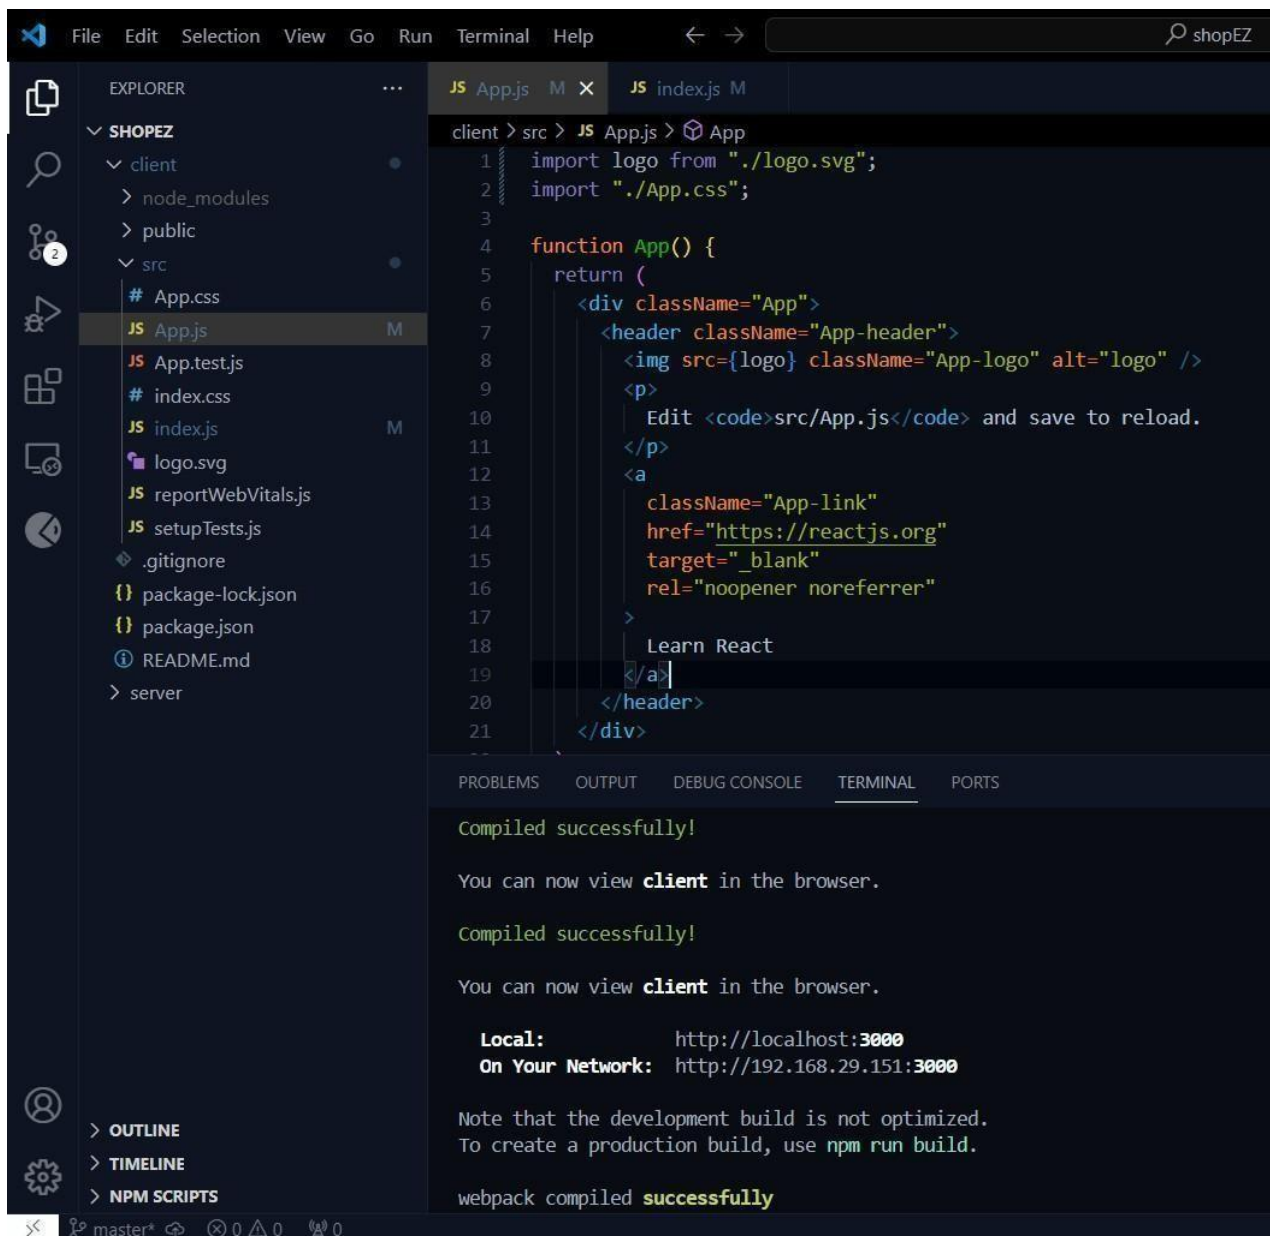 File Edit Selection View Go Run Terminal Help
shopEZ
EXPLORER
SHOPEZ
client
node_modules
public
src
# App.css
JS App.js M
JS App.test.js
# index.css
JS index.js M
logo.svg
JS reportWebVitals.js
JS setupTests.js
.gitignore
{} package-lock.json
{} package.json
README.md
server
OUTLINE
TIMELINE
NPM SCRIPTS
2
JS App.js M
JS index.js M
client > src > JS App.js > App
1 import logo from "./logo.svg";
2 import "./App.css";
3
4 function App() {
5 return (
6 <div className="App">
7 <header className="App-header">
8 <img src={logo} className="App-logo" alt="logo" />
9 <p>
10 Edit <code>src/App.js</code> and save to reload.
11 </p>
12 <a
13 className="App-link"
14 href="https://reactjs.org"
15 target="_blank"
16 rel="noopener noreferrer"
17 >
18 Learn React
19 </a>
20 </header>
21 </div>
PROBLEMS OUTPUT DEBUG CONSOLE TERMINAL PORTS
Compiled successfully!
You can now view client in the browser.
Compiled successfully!
You can now view client in the browser.
Local: http://localhost:3000
On Your Network: http://192.168.29.151:3000
Note that the development build is not optimized.
To create a production build, use npm run build.
webpack compiled successfully
master* 0 0 0